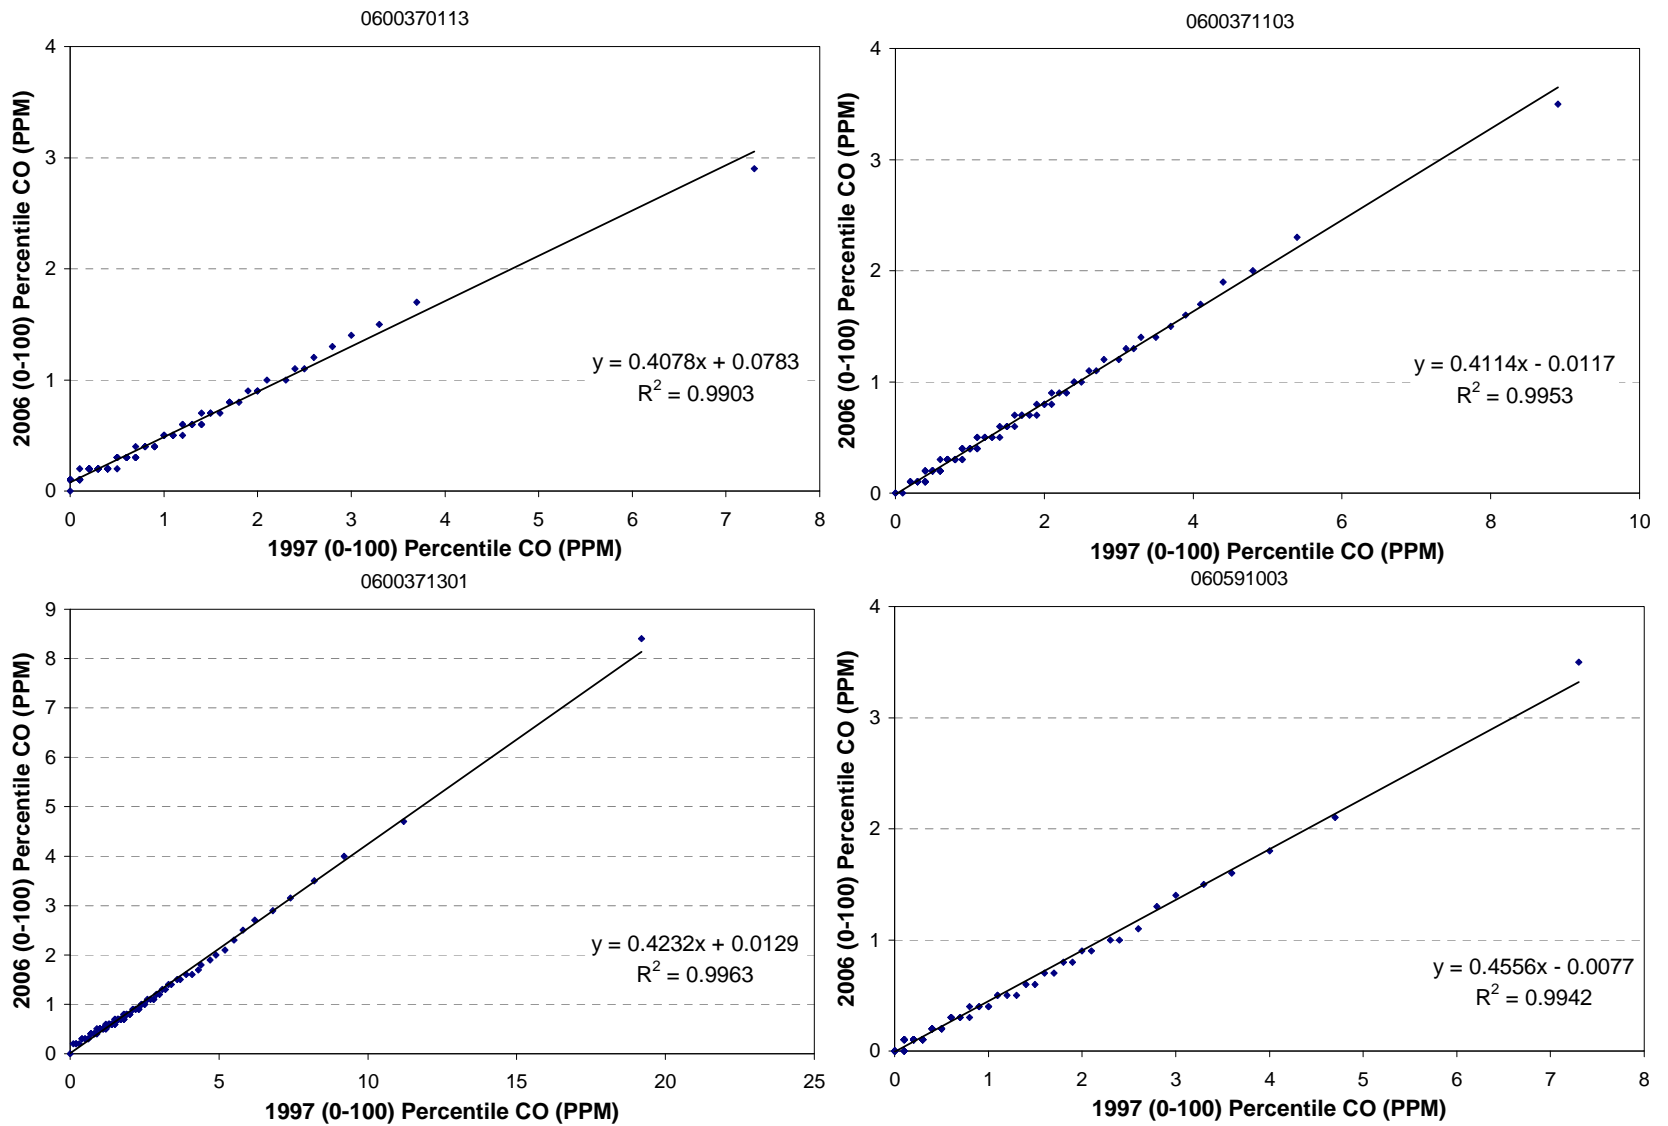 0600370113
4
3
2
1
0
0 1 2 3 4 5 6 7 8
2006 (0-100) Percentile CO (PPM)
y = 0.4078x + 0.0783
R² = 0.9903
1997 (0-100) Percentile CO (PPM)
0600371103
4
3
2
1
0
0 2 4 6 8 10
2006 (0-100) Percentile CO (PPM)
y = 0.4114x - 0.0117
R² = 0.9953
1997 (0-100) Percentile CO (PPM)
0600371301
9
8
7
6
5
4
3
2
1
0
0 5 10 15 20 25
2006 (0-100) Percentile CO (PPM)
y = 0.4232x + 0.0129
R² = 0.9963
1997 (0-100) Percentile CO (PPM)
060591003
4
3
2
1
0
0 1 2 3 4 5 6 7 8
2006 (0-100) Percentile CO (PPM)
y = 0.4556x - 0.0077
R² = 0.9942
1997 (0-100) Percentile CO (PPM)